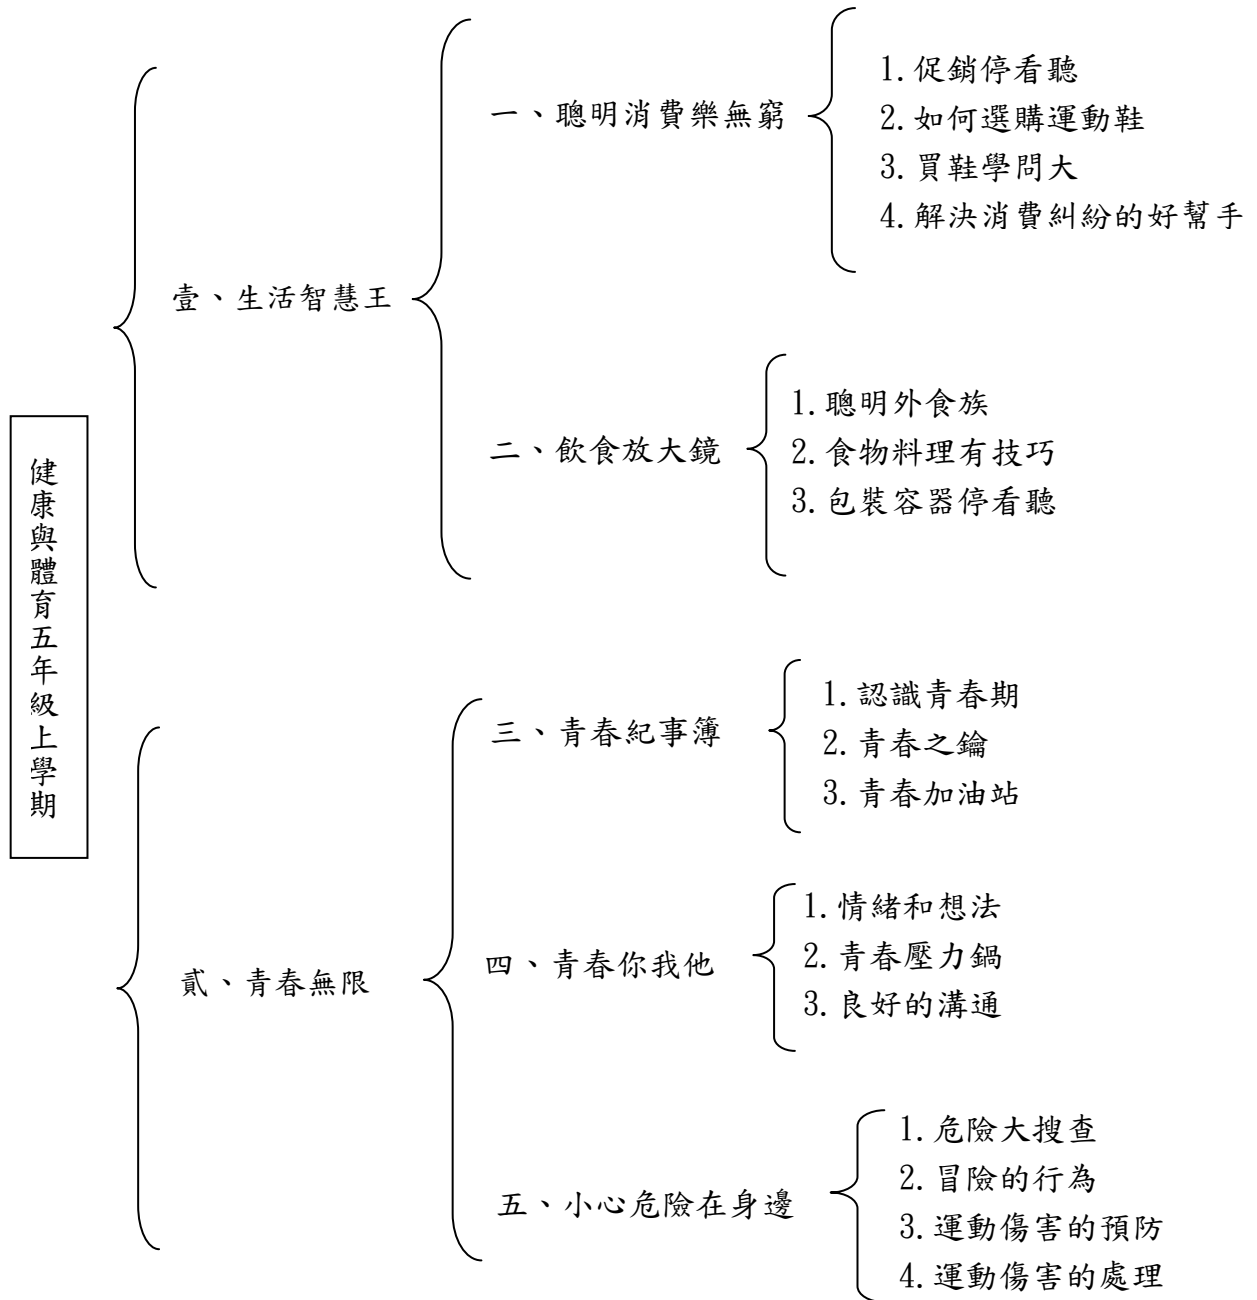 健康與體育五年級上學期
壹、生活智慧王
一、聰明消費樂無窮
1.促銷停看聽
2.如何選購運動鞋
3.買鞋學問大
4.解決消費糾紛的好幫手
二、飲食放大鏡
1.聰明外食族
2.食物料理有技巧
3.包裝容器停看聽
貳、青春無限
三、青春紀事簿
1.認識青春期
2.青春之鑰
3.青春加油站
四、青春你我他
1.情緒和想法
2.青春壓力鍋
3.良好的溝通
五、小心危險在身邊
1.危險大搜查
2.冒險的行為
3.運動傷害的預防
4.運動傷害的處理